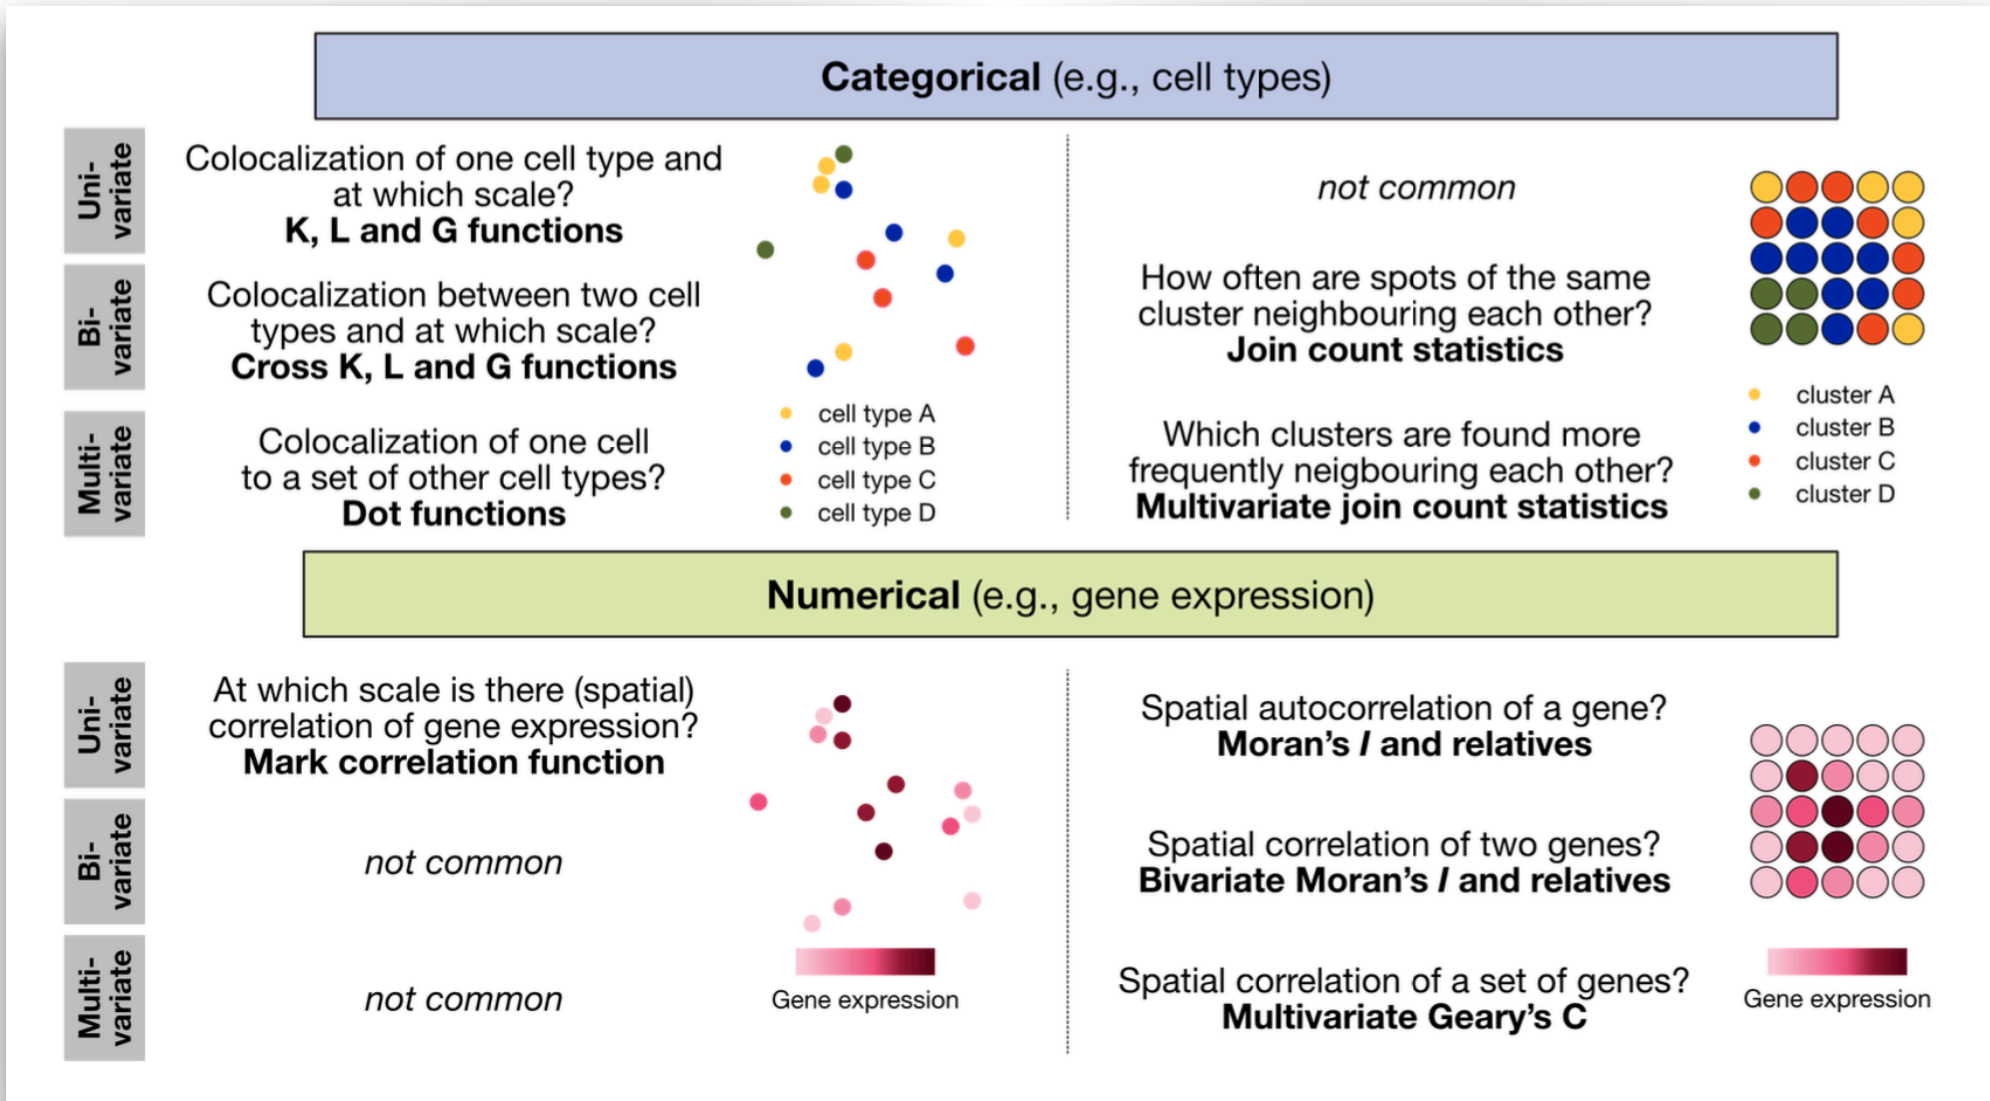 Categorical (e.g., cell types)
Uni-
variate
Colocalization of one cell type and
at which scale?
K, L and G functions
not common
Bi-
variate
Colocalization between two cell
types and at which scale?
Cross K, L and G functions
How often are spots of the same
cluster neighbouring each other?
Join count statistics
Multi-
variate
Colocalization of one cell
to a set of other cell types?
Dot functions
cell type A
cell type B
cell type C
cell type D
Which clusters are found more
frequently neigbouring each other?
Multivariate join count statistics
cluster A
cluster B
cluster C
cluster D
Numerical (e.g., gene expression)
Uni-
variate
At which scale is there (spatial)
correlation of gene expression?
Mark correlation function
Spatial autocorrelation of a gene?
Moran's I and relatives
Bi-
variate
not common
Spatial correlation of two genes?
Bivariate Moran's I and relatives
Multi-
variate
not common
Gene expression
Spatial correlation of a set of genes?
Multivariate Geary's C
Gene expression